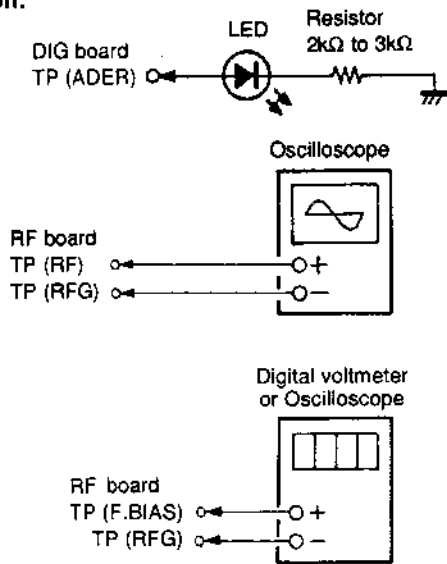 on.
LED
Resistor
2kΩ to 3kΩ
DIG board
TP (ADER)
Oscilloscope
RF board
TP (RF)
+
TP (RFG)
–
Digital voltmeter
or Oscilloscope
RF board
TP (F.BIAS)
+
TP (RFG)
–